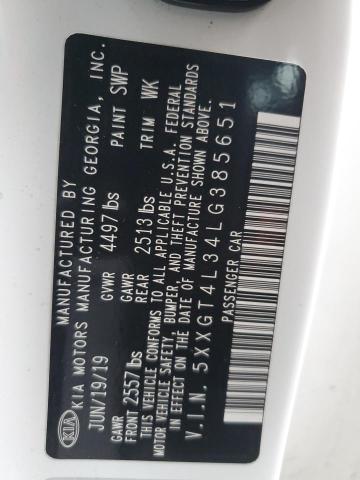 KIA
MANUFACTURED BY
KIA MOTORS MANUFACTURING GEORGIA, INC.
JUN/19/19 GVWR 4497 lbs PAINT SWP
GAWR FRONT 2557 lbs GAWR REAR 2513 lbs TRIM WK
THIS VEHICLE CONFORMS TO ALL APPLICABLE U.S.A. FEDERAL
MOTOR VEHICLE SAFETY, BUMPER, AND THEFT PREVENTION STANDARDS
IN EFFECT ON THE DATE OF MANUFACTURE SHOWN ABOVE.
V.I.N. 5XXGT4L34LG385651
PASSENGER CAR